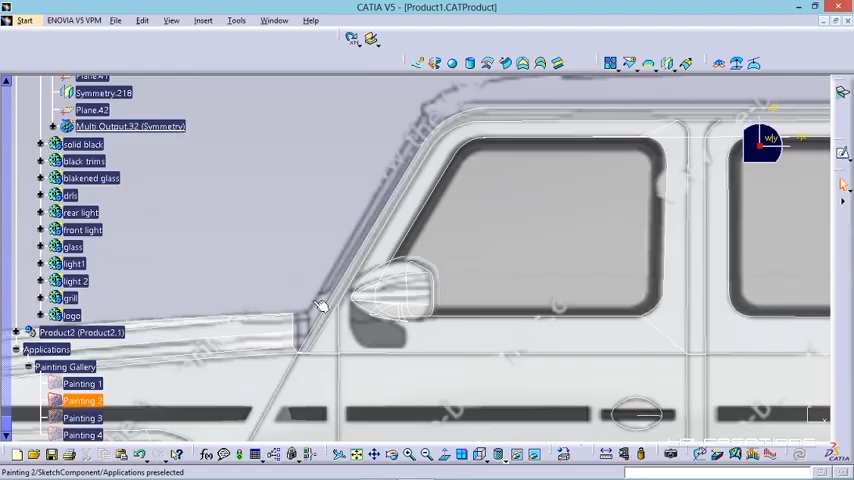 CATIA V5 - [Product1.CATProduct]
Start ENOVIA V5 VPM File Edit View Insert Tools Window Help
Plane.41
Symmetry.218
Plane.42
Multi Output.32 (Symmetry)
solid black
black trims
blakened glass
drls
rear light
front light
glass
light1
light 2
grill
logo
Product2 (Product2.1)
Applications
Painting Gallery
Painting 1
Painting 2
Painting 3
Painting 4
Painting 2/SketchComponent/Applications preselected